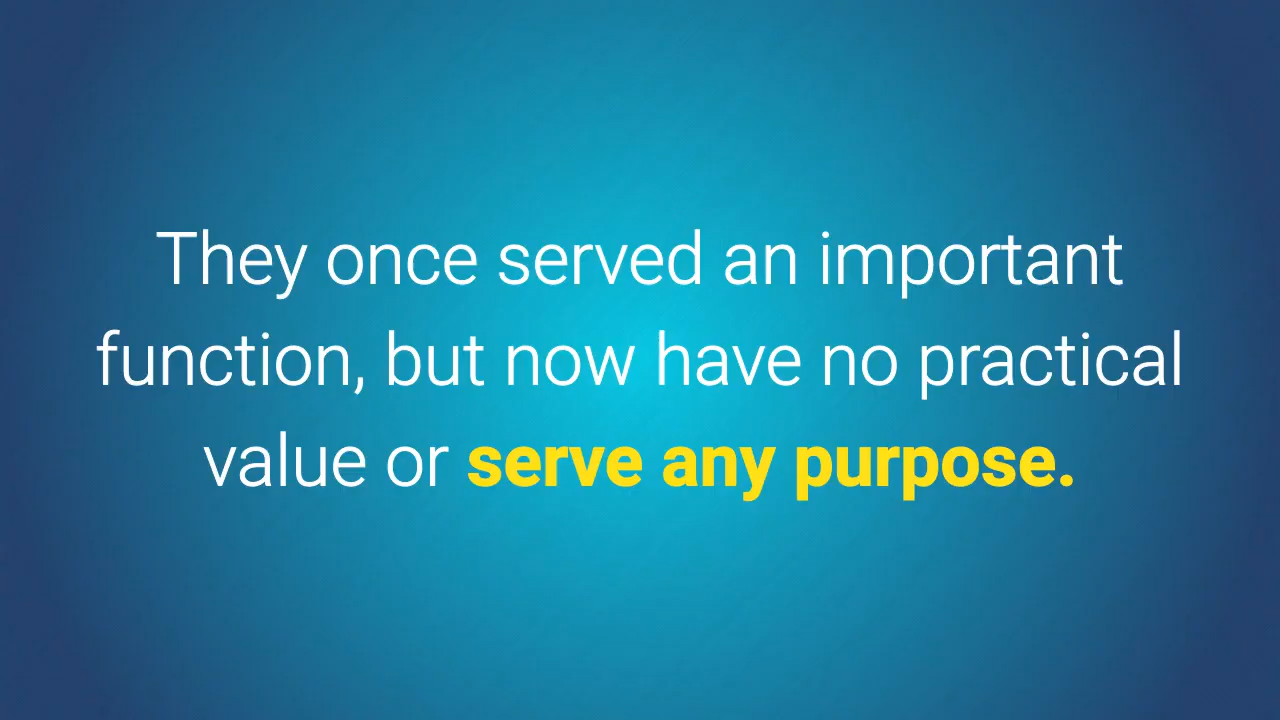 They once served an important
function, but now have no practical
value or serve any purpose.